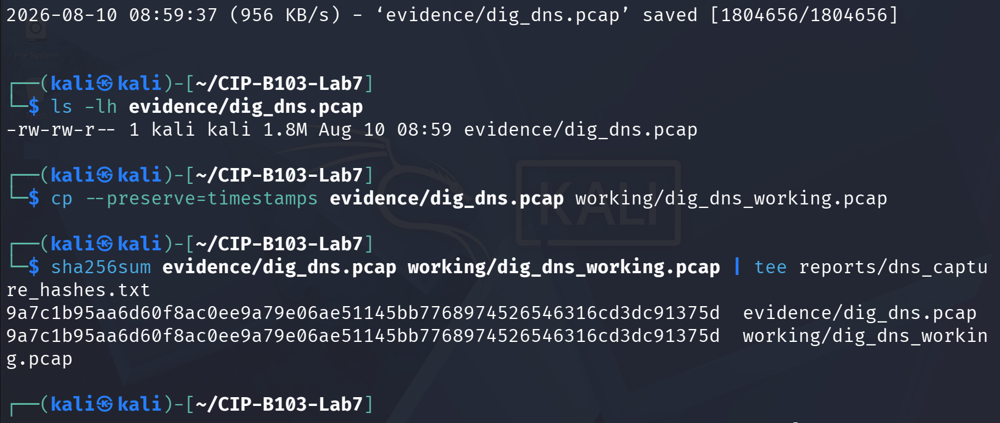 2026-08-10 08:59:37 (956 KB/s) - ‘evidence/dig_dns.pcap’ saved [1804656/1804656]
File System
┌──(kali㉿kali)-[~/CIP-B103-Lab7]
└─$ ls -lh evidence/dig_dns.pcap
Trash
-rw-rw-r-- 1 kali kali 1.8M Aug 10 08:59 evidence/dig_dns.pcap
┌──(kali㉿kali)-[~/CIP-B103-Lab7]
└─$ cp --preserve=timestamps evidence/dig_dns.pcap working/dig_dns_working.pcap
KALI
┌──(kali㉿kali)-[~/CIP-B103-Lab7]
└─$ sha256sum evidence/dig_dns.pcap working/dig_dns_working.pcap | tee reports/dns_captu
re_hashes.txt
9a7c1b95aa6d60f8ac0ee9a79e06ae51145bb7768974526546316cd3dc91375d  evidence/dig_dns.pcap
9a7c1b95aa6d60f8ac0ee9a79e06ae51145bb7768974526546316cd3dc91375d  working/dig_dns_workin
g.pcap
┌──(kali㉿kali)-[~/CIP-B103-Lab7]